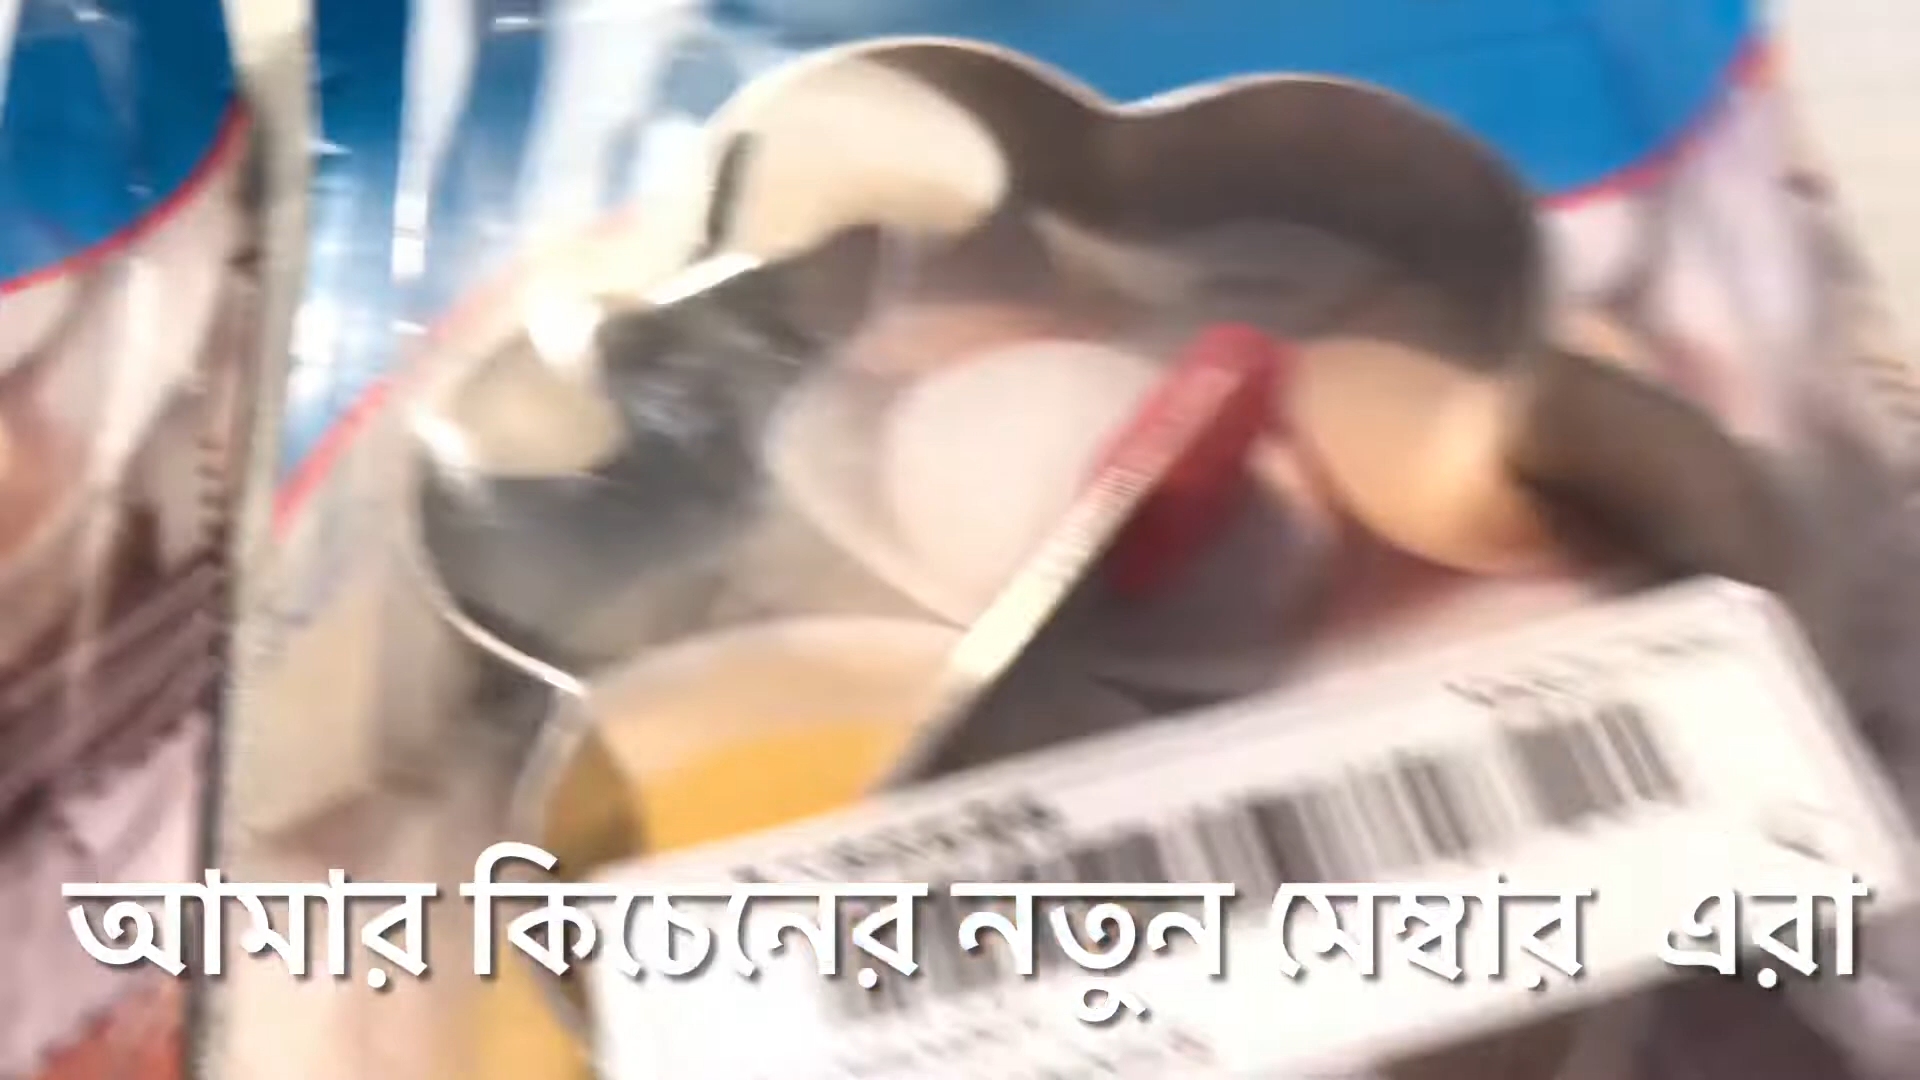 আমার কিচেনের নতুন মেম্বার এরা